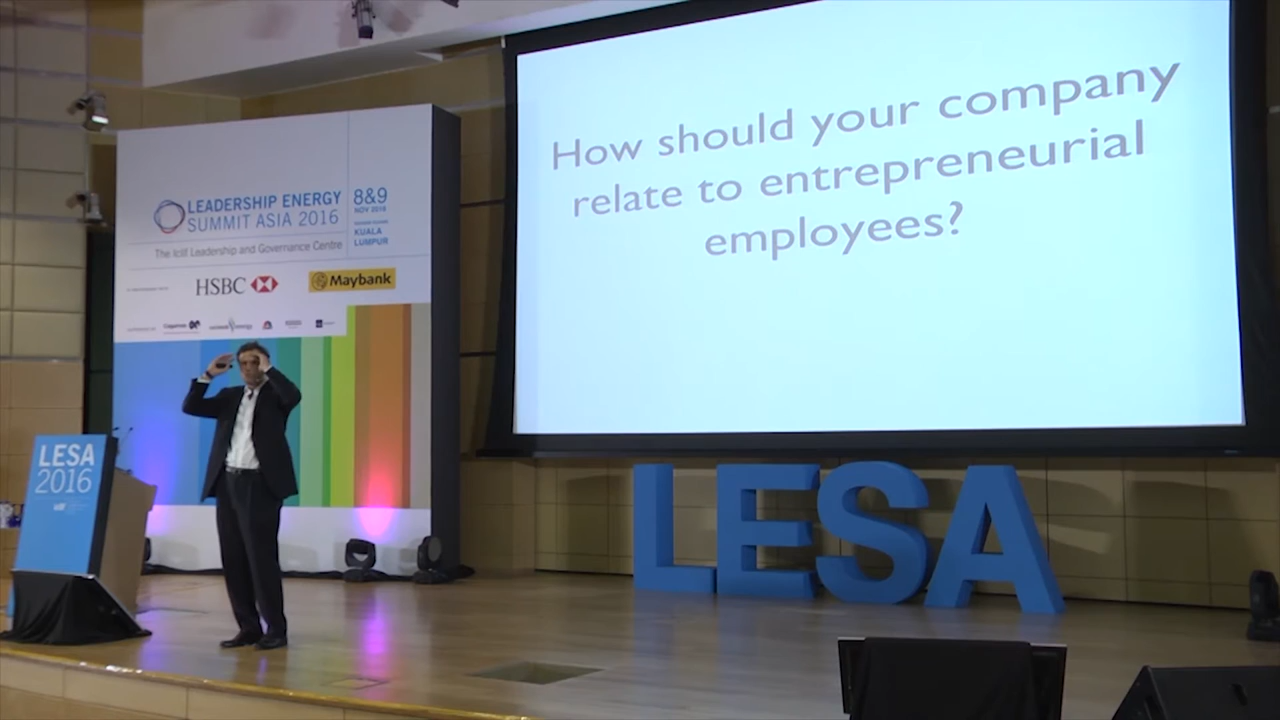 How should your company
relate to entrepreneurial
employees?
LEADERSHIP ENERGY
SUMMIT ASIA 2016
8&9
NOV 2016
KUALA
LUMPUR
The Iclif Leadership and Governance Centre
HSBC
Maybank
LESA
2016
LESA